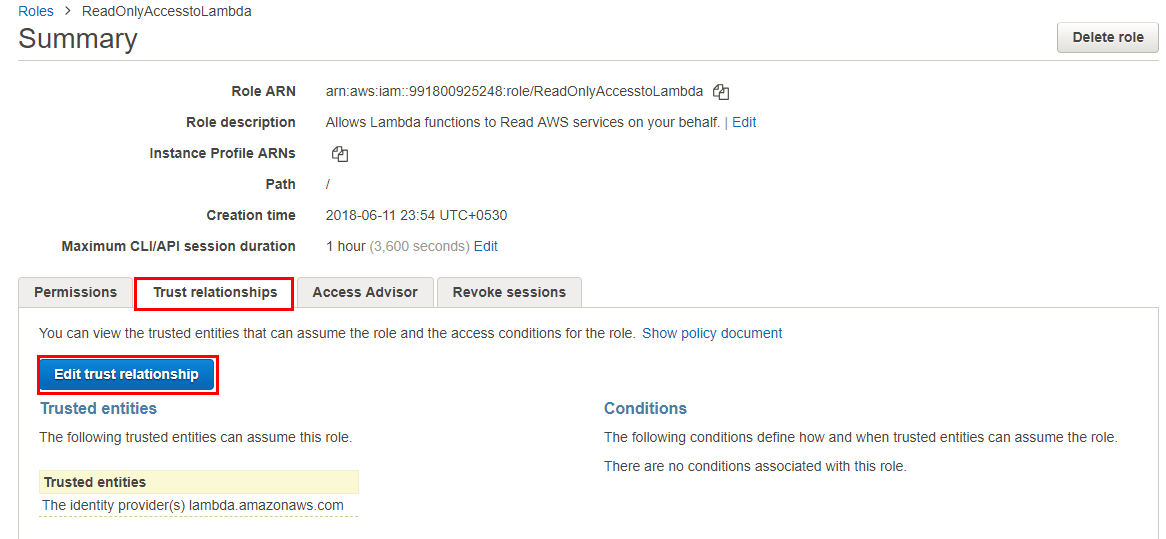 Roles > ReadOnlyAccesstoLambda
Summary
Delete role
Role ARN arn:aws:iam::991800925248:role/ReadOnlyAccesstoLambda
Role description Allows Lambda functions to Read AWS services on your behalf. | Edit
Instance Profile ARNs
Path /
Creation time 2018-06-11 23:54 UTC+0530
Maximum CLI/API session duration 1 hour (3,600 seconds) Edit
Permissions Trust relationships Access Advisor Revoke sessions
You can view the trusted entities that can assume the role and the access conditions for the role. Show policy document
Edit trust relationship
Trusted entities
The following trusted entities can assume this role.
Trusted entities
The identity provider(s) lambda.amazonaws.com
Conditions
The following conditions define how and when trusted entities can assume the role.
There are no conditions associated with this role.